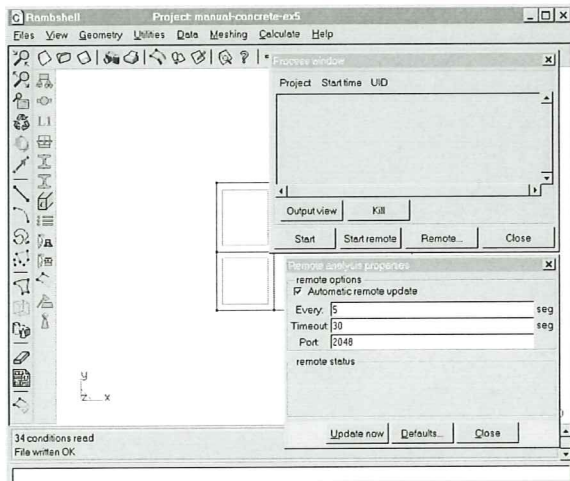 Rambshell Project: manual-concrete-ex5
Files View Geometry Utilities Data Meshing Calculate Help
Process window
Project Start time UID
Output view Kill
Start Start remote Remote... Close
Remote analysis properties
remote options
Automatic remote update
Every: 5 seg
Timeout 30 seg
Port 2048
remote status
Update now Defaults... Close
y
z x
34 conditions read
File written OK